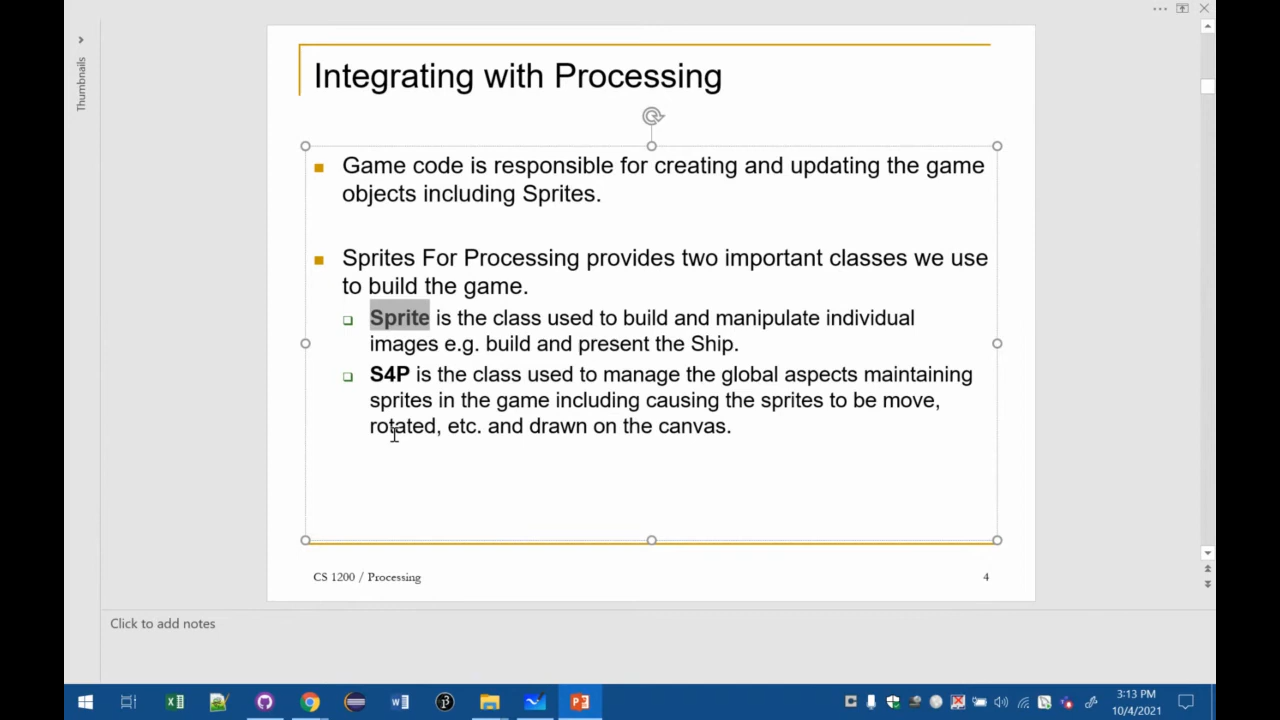 Thumbnails
Integrating with Processing
Game code is responsible for creating and updating the game
objects including Sprites.
Sprites For Processing provides two important classes we use
to build the game.
Sprite is the class used to build and manipulate individual
images e.g. build and present the Ship.
S4P is the class used to manage the global aspects maintaining
sprites in the game including causing the sprites to be move,
rotated, etc. and drawn on the canvas.
CS 1200 / Processing
4
Click to add notes
3:13 PM
10/4/2021